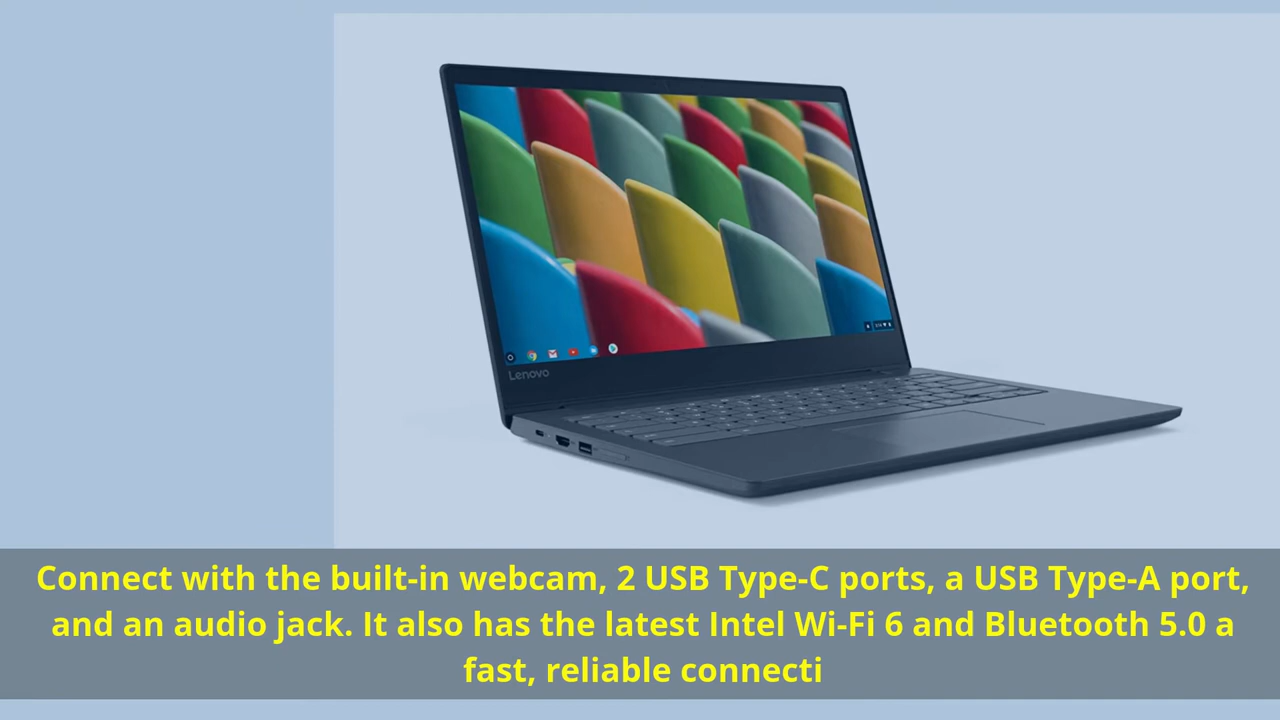 Lenovo
Connect with the built-in webcam, 2 USB Type-C ports, a USB Type-A port,
and an audio jack. It also has the latest Intel Wi-Fi 6 and Bluetooth 5.0 a
fast, reliable connecti